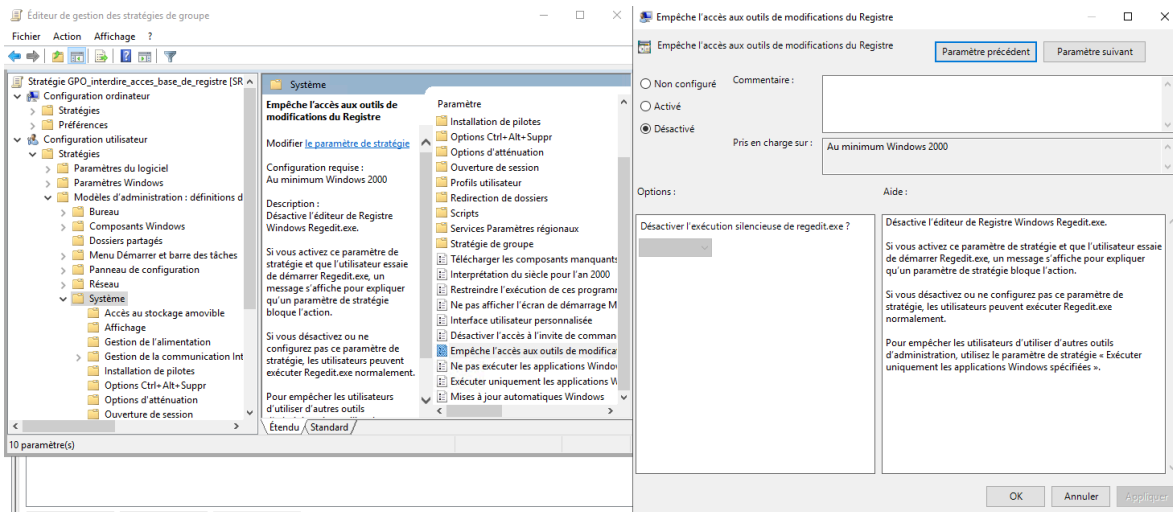 Éditeur de gestion des stratégies de groupe
Fichier Action Affichage ?
Stratégie GPO_interdire_acces_base_de_registre [SR
Configuration ordinateur
Stratégies
Préférences
Configuration utilisateur
Stratégies
Paramètres du logiciel
Paramètres Windows
Modèles d'administration : définitions d
Bureau
Composants Windows
Dossiers partagés
Menu Démarrer et barre des tâches
Panneau de configuration
Réseau
Système
Accès au stockage amovible
Affichage
Gestion de l'alimentation
Gestion de la communication Int
Installation de pilotes
Options Ctrl+Alt+Suppr
Options d'atténuation
Ouverture de session
10 paramètre(s)
Système
Empêche l'accès aux outils de
modifications du Registre
Modifier le paramètre de stratégie
Configuration requise :
Au minimum Windows 2000
Description :
Désactive l'éditeur de Registre
Windows Regedit.exe.
Si vous activez ce paramètre de
stratégie et que l'utilisateur essaie
de démarrer Regedit.exe, un
message s'affiche pour expliquer
qu'un paramètre de stratégie
bloque l'action.
Si vous désactivez ou ne
configurez pas ce paramètre de
stratégie, les utilisateurs peuvent
exécuter Regedit.exe normalement.
Pour empêcher les utilisateurs
d'utiliser d'autres outils
Paramètre
Installation de pilotes
Options Ctrl+Alt+Suppr
Options d'atténuation
Ouverture de session
Profils utilisateur
Redirection de dossiers
Scripts
Services Paramètres régionaux
Stratégie de groupe
Télécharger les composants manquants
Interprétation du siècle pour l'an 2000
Restreindre l'exécution de ces programm
Ne pas afficher l'écran de démarrage M
Interface utilisateur personnalisée
Désactiver l'accès à l'invite de comman
Empêche l'accès aux outils de modifica
Ne pas exécuter les applications Window
Exécuter uniquement les applications W
Mises à jour automatiques Windows
Étendu Standard
Empêche l'accès aux outils de modifications du Registre
Empêche l'accès aux outils de modifications du Registre
Paramètre précédent Paramètre suivant
Non configuré
Activé
Désactivé
Commentaire :
Pris en charge sur :
Au minimum Windows 2000
Options :
Aide :
Désactiver l'exécution silencieuse de regedit.exe ?
Désactive l'éditeur de Registre Windows Regedit.exe.
Si vous activez ce paramètre de stratégie et que l'utilisateur essaie
de démarrer Regedit.exe, un message s'affiche pour expliquer
qu'un paramètre de stratégie bloque l'action.
Si vous désactivez ou ne configurez pas ce paramètre de
stratégie, les utilisateurs peuvent exécuter Regedit.exe
normalement.
Pour empêcher les utilisateurs d'utiliser d'autres outils
d'administration, utilisez le paramètre de stratégie « Exécuter
uniquement les applications Windows spécifiées ».
OK Annuler Appliquer